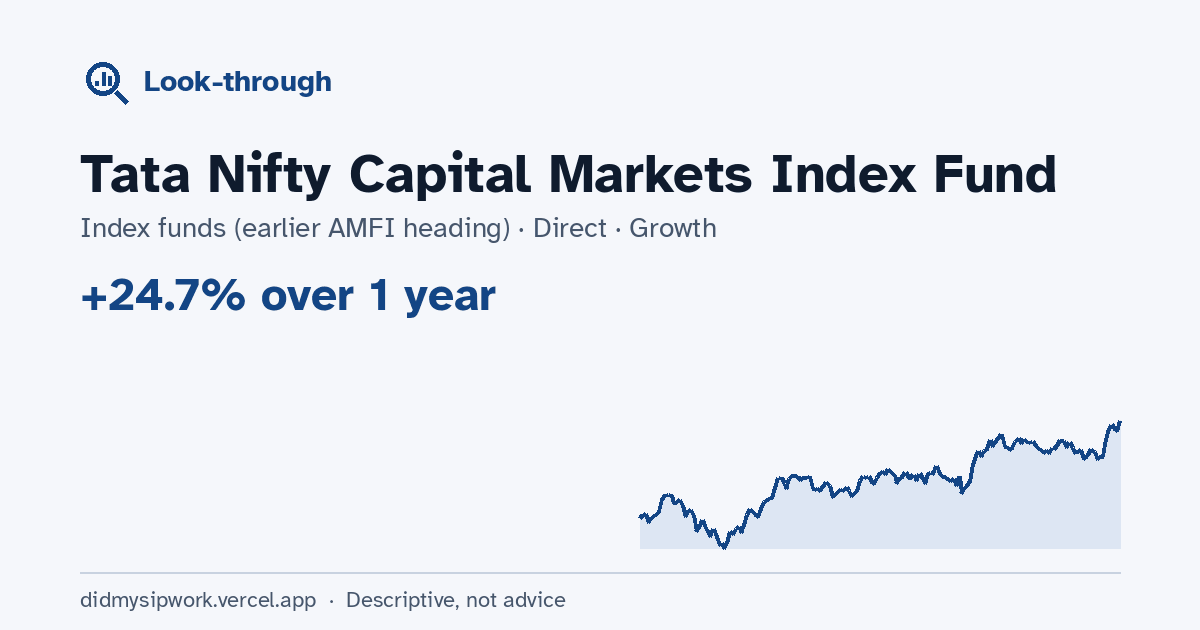 Look-through
Tata Nifty Capital Markets Index Fund
Index funds (earlier AMFI heading) · Direct · Growth
+24.7% over 1 year
didmysipwork.vercel.app · Descriptive, not advice